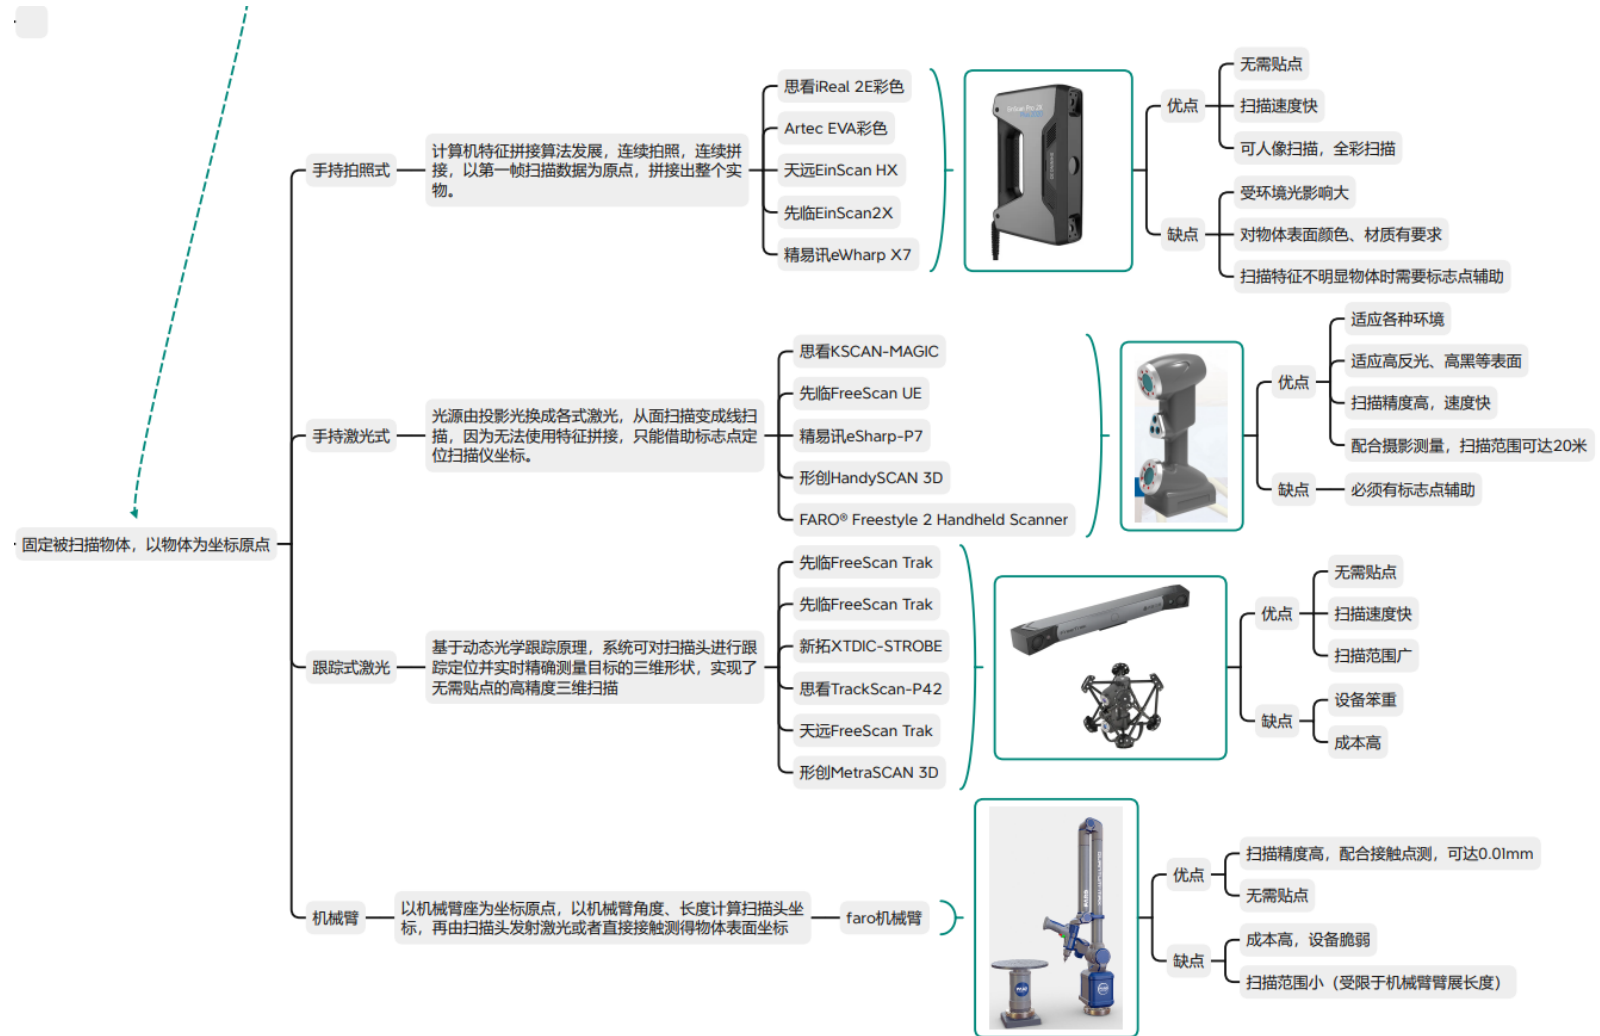 固定被扫描物体，以物体为坐标原点
手持拍照式
计算机特征拼接算法发展，连续拍照，连续拼
接，以第一帧扫描数据为原点，拼接出整个实
物。
思看iReal 2E彩色
Artec EVA彩色
天远EinScan HX
先临EinScan2X
精易讯eWharp X7
EinScan Pro 2X
优点
无需贴点
扫描速度快
可人像扫描，全彩扫描
缺点
受环境光影响大
对物体表面颜色、材质有要求
扫描特征不明显物体时需要标志点辅助
手持激光式
光源由投影光换成各式激光，从面扫描变成线扫
描，因为无法使用特征拼接，只能借助标志点定
位扫描仪坐标。
思看KSCAN-MAGIC
先临FreeScan UE
精易讯eSharp-P7
形创HandySCAN 3D
FARO® Freestyle 2 Handheld Scanner
优点
适应各种环境
适应高反光、高黑等表面
扫描精度高，速度快
配合摄影测量，扫描范围可达20米
缺点
必须有标志点辅助
跟踪式激光
基于动态光学跟踪原理，系统可对扫描头进行跟
踪定位并实时精确测量目标的三维形状，实现了
无需贴点的高精度三维扫描
先临FreeScan Trak
先临FreeScan Trak
新拓XTDIC-STROBE
思看TrackScan-P42
天远FreeScan Trak
形创MetraSCAN 3D
优点
无需贴点
扫描速度快
扫描范围广
缺点
设备笨重
成本高
机械臂
以机械臂座为坐标原点，以机械臂角度、长度计算扫描头坐
标，再由扫描头发射激光或者直接接触测得物体表面坐标
faro机械臂
优点
扫描精度高，配合接触点测，可达0.01mm
无需贴点
缺点
成本高，设备脆弱
扫描范围小（受限于机械臂臂展长度）